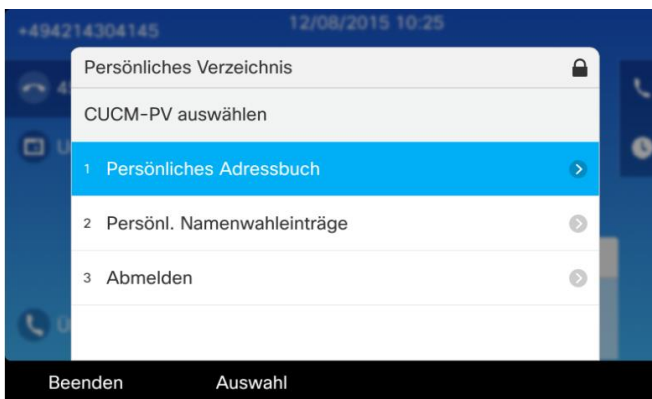 +494214304145 12/08/2015 10:25
Persönliches Verzeichnis
CUCM-PV auswählen
1 Persönliches Adressbuch
2 Persönl. Namenwahleinträge
3 Abmelden
Beenden Auswahl